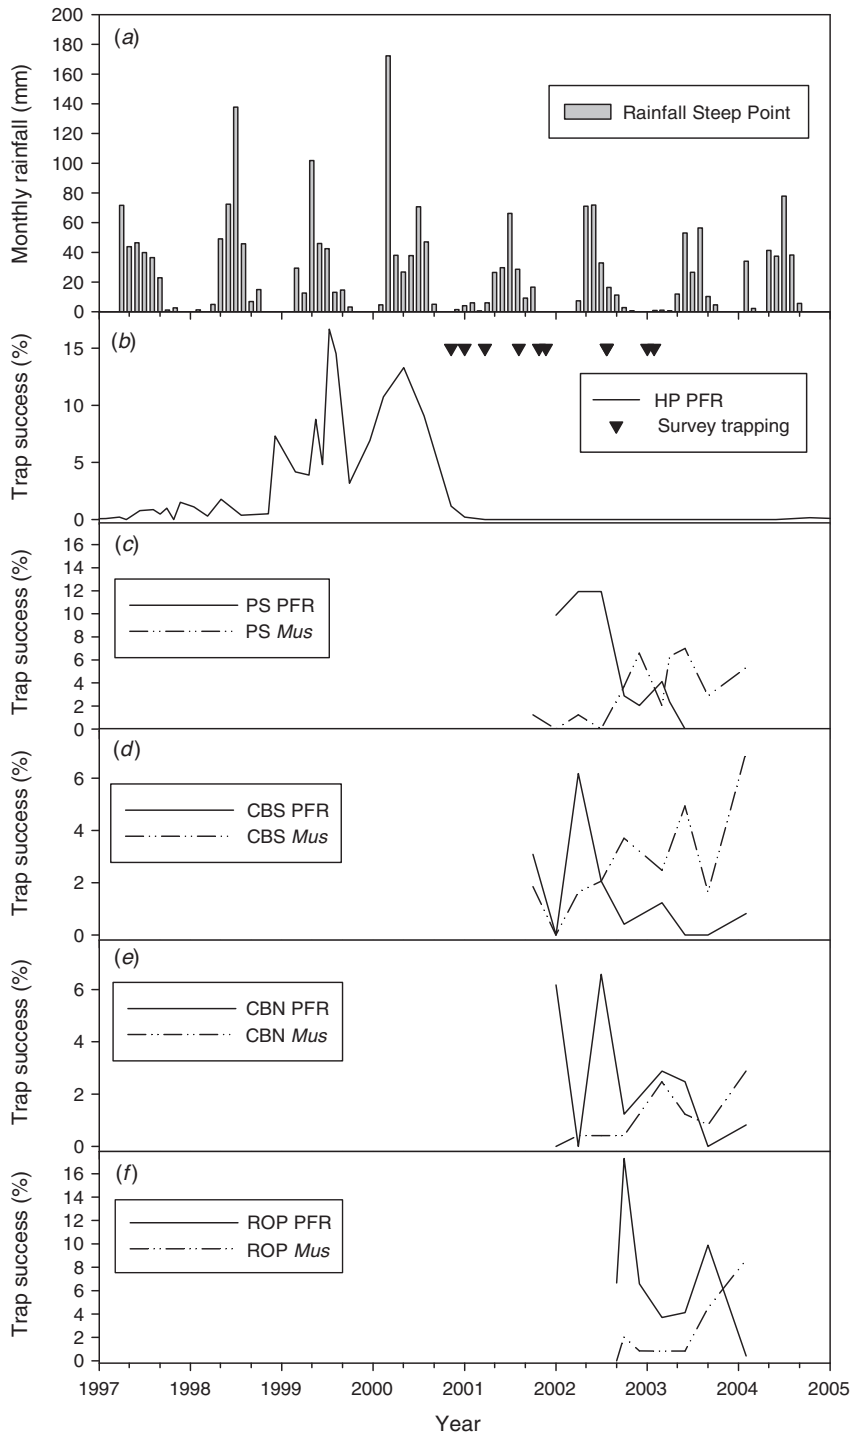 (a)
Monthly rainfall (mm)
200
180
160
140
120
100
80
60
40
20
0
Rainfall Steep Point
(b)
Trap success (%)
15
10
5
0
HP PFR
Survey trapping
(c)
Trap success (%)
Trap success (%)
16
14
12
10
8
6
4
2
0
PS PFR
PS Mus
(d)
Trap success (%)
6
4
2
0
CBS PFR
CBS Mus
(e)
Trap success (%)
6
4
2
0
CBN PFR
CBN Mus
(f)
Trap success (%)
16
14
12
10
8
6
4
2
0
ROP PFR
ROP Mus
1997 1998 1999 2000 2001 2002 2003 2004 2005
Year